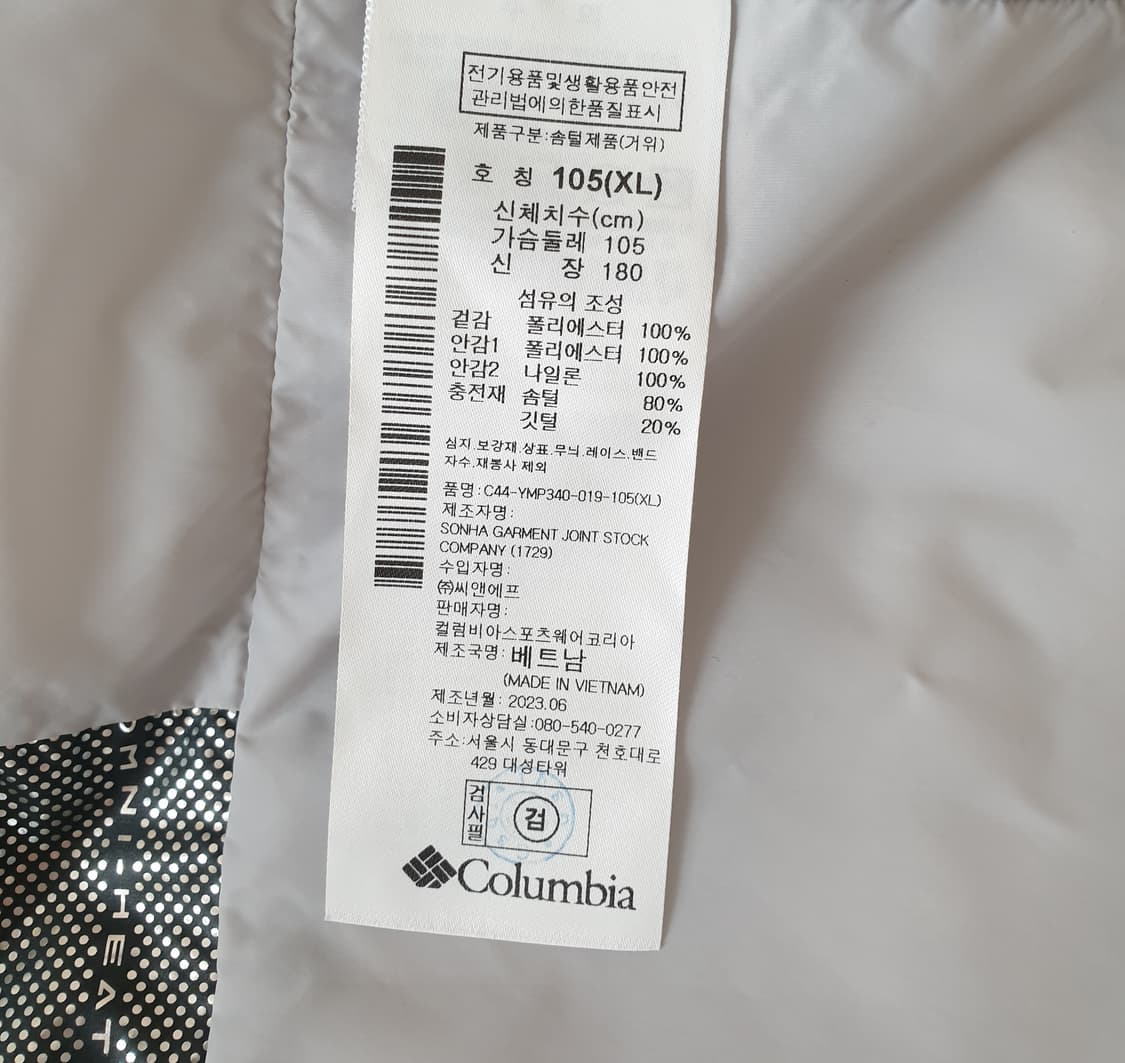 전기용품및생활용품안전
관리법에의한품질표시
제품구분:솜털제품(거위)
호 칭 105(XL)
신체치수(cm)
가슴둘레 105
신 장 180
섬유의 조성
겉감 폴리에스터 100%
안감1 폴리에스터 100%
안감2 나일론 100%
충전재 솜털 80%
깃털 20%
심지.보강재.상표.무늬.레이스.밴드
자수.재봉사 제외
품명:C44-YMP340-019-105(XL)
제조자명:
SONHA GARMENT JOINT STOCK
COMPANY (1729)
수입자명:
㈜씨앤에프
판매자명:
컬럼비아스포츠웨어코리아
제조국명:베트남
(MADE IN VIETNAM)
제조년월: 2023.06
소비자상담실:080-540-0277
주소:서울시 동대문구 천호대로
429 대성타워
검사필 검
Columbia
OMNI-HEAT